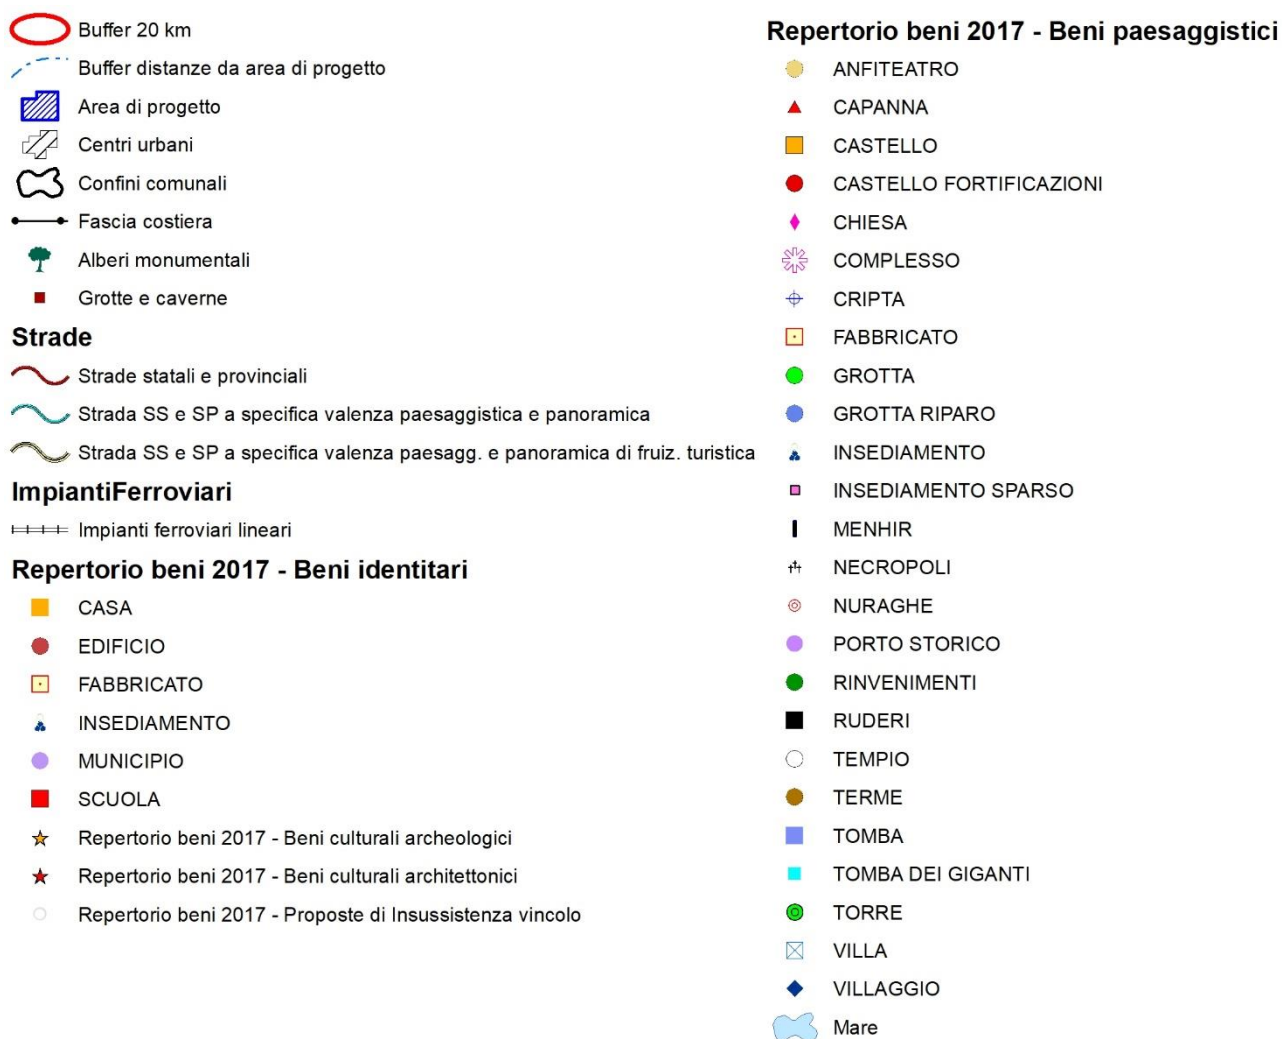 Buffer 20 km
Buffer distanze da area di progetto
Area di progetto
Centri urbani
Confini comunali
Fascia costiera
Alberi monumentali
Grotte e caverne
Strade
Strade statali e provinciali
Strada SS e SP a specifica valenza paesaggistica e panoramica
Strada SS e SP a specifica valenza paesagg. e panoramica di fruiz. turistica
ImpiantiFerroviari
Impianti ferroviari lineari
Repertorio beni 2017 - Beni identitari
CASA
EDIFICIO
FABBRICATO
INSEDIAMENTO
MUNICIPIO
SCUOLA
Repertorio beni 2017 - Beni culturali archeologici
Repertorio beni 2017 - Beni culturali architettonici
Repertorio beni 2017 - Proposte di Insussistenza vincolo
Repertorio beni 2017 - Beni paesaggistici
ANFITEATRO
CAPANNA
CASTELLO
CASTELLO FORTIFICAZIONI
CHIESA
COMPLESSO
CRIPTA
FABBRICATO
GROTTA
GROTTA RIPARO
INSEDIAMENTO
INSEDIAMENTO SPARSO
MENHIR
NECROPOLI
NURAGHE
PORTO STORICO
RINVENIMENTI
RUDERI
TEMPIO
TERME
TOMBA
TOMBA DEI GIGANTI
TORRE
VILLA
VILLAGGIO
Mare